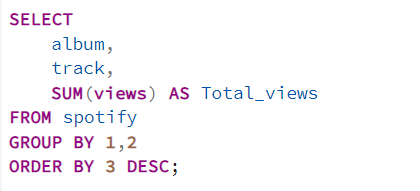 SELECT
    album,
    track,
    SUM(views) AS Total_views
FROM spotify
GROUP BY 1,2
ORDER BY 3 DESC;